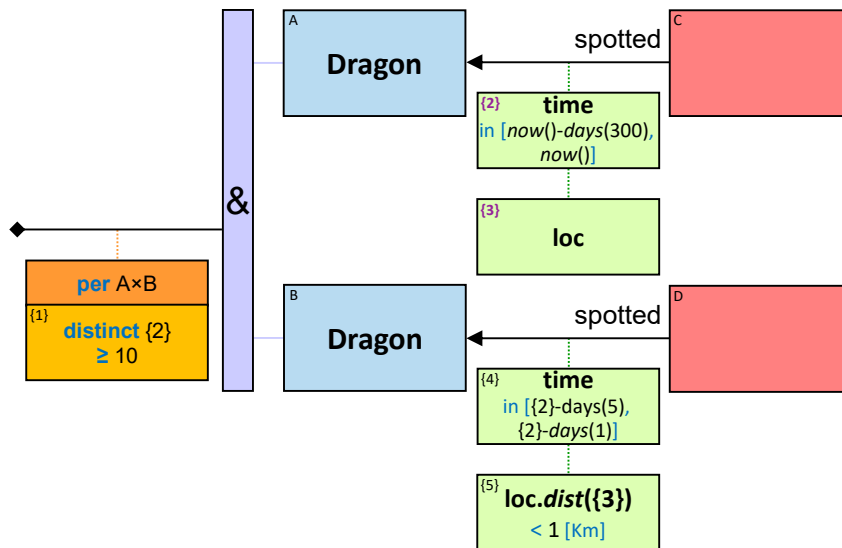 A
Dragon
spotted
C
{2}
time
in [now()-days(300),
now()]
{3}
loc
&
per A×B
{1}
distinct {2}
≥ 10
B
Dragon
spotted
D
{4}
time
in [{2}-days(5),
{2}-days(1)]
{5}
loc.dist({3})
< 1 [Km]